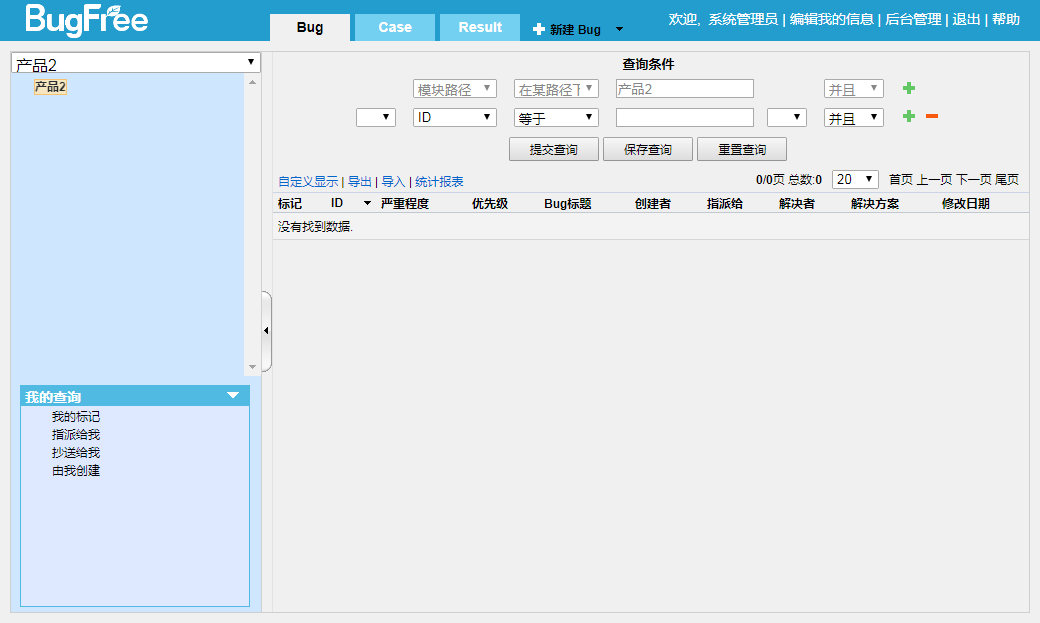 BugFree
Bug Case Result 新建 Bug
欢迎, 系统管理员 | 编辑我的信息 | 后台管理 | 退出 | 帮助
产品2
产品2
查询条件
模块路径 在某路径下 产品2 并且
ID 等于 并且
提交查询 保存查询 重置查询
自定义显示 | 导出 | 导入 | 统计报表
0/0页 总数:0 20 首页 上一页 下一页 尾页
标记 ID 严重程度 优先级 Bug标题 创建者 指派给 解决者 解决方案 修改日期
没有找到数据.
我的查询
我的标记
指派给我
抄送给我
由我创建